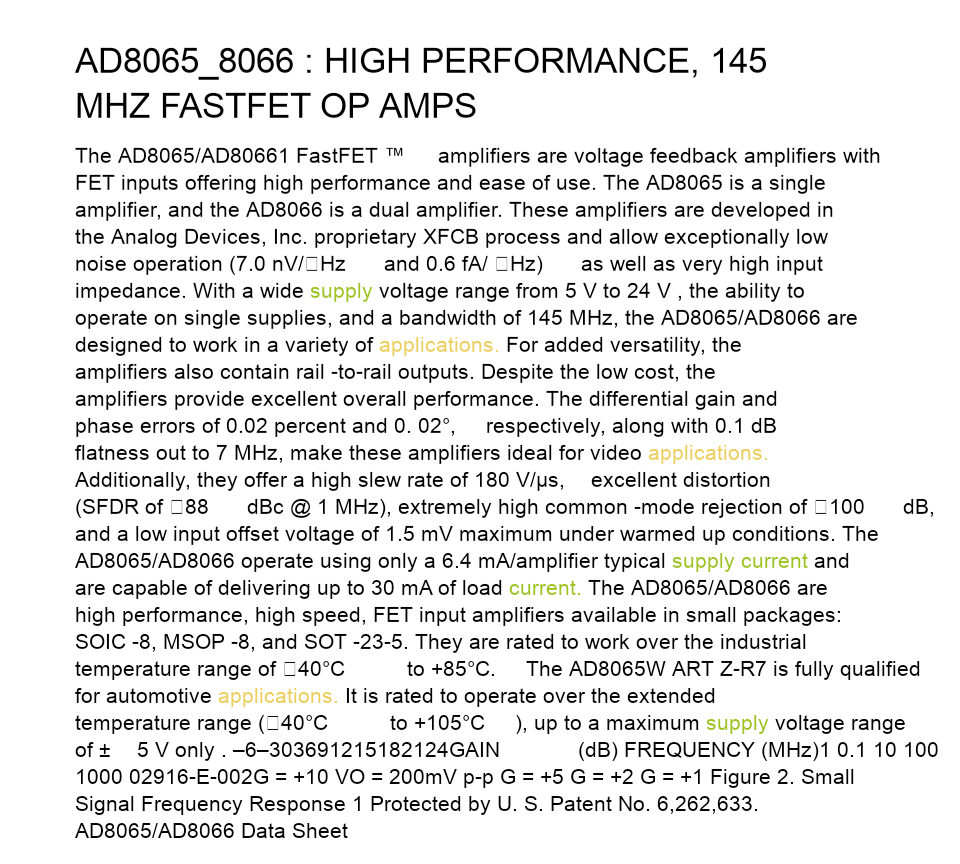 AD8065_8066 : HIGH PERFORMANCE, 145
MHZ FASTFET OP AMPS
The AD8065/AD80661 FastFET ™ amplifiers are voltage feedback amplifiers with
FET inputs offering high performance and ease of use. The AD8065 is a single
amplifier, and the AD8066 is a dual amplifier. These amplifiers are developed in
the Analog Devices, Inc. proprietary XFCB process and allow exceptionally low
noise operation (7.0 nV/□Hz and 0.6 fA/ □Hz) as well as very high input
impedance. With a wide supply voltage range from 5 V to 24 V , the ability to
operate on single supplies, and a bandwidth of 145 MHz, the AD8065/AD8066 are
designed to work in a variety of applications. For added versatility, the
amplifiers also contain rail -to-rail outputs. Despite the low cost, the
amplifiers provide excellent overall performance. The differential gain and
phase errors of 0.02 percent and 0. 02°, respectively, along with 0.1 dB
flatness out to 7 MHz, make these amplifiers ideal for video applications.
Additionally, they offer a high slew rate of 180 V/µs, excellent distortion
(SFDR of □88 dBc @ 1 MHz), extremely high common -mode rejection of □100 dB,
and a low input offset voltage of 1.5 mV maximum under warmed up conditions. The
AD8065/AD8066 operate using only a 6.4 mA/amplifier typical supply current and
are capable of delivering up to 30 mA of load current. The AD8065/AD8066 are
high performance, high speed, FET input amplifiers available in small packages:
SOIC -8, MSOP -8, and SOT -23-5. They are rated to work over the industrial
temperature range of □40°C to +85°C. The AD8065W ART Z-R7 is fully qualified
for automotive applications. It is rated to operate over the extended
temperature range (□40°C to +105°C ), up to a maximum supply voltage range
of ± 5 V only . –6–303691215182124GAIN (dB) FREQUENCY (MHz)1 0.1 10 100
1000 02916-E-002G = +10 VO = 200mV p-p G = +5 G = +2 G = +1 Figure 2. Small
Signal Frequency Response 1 Protected by U. S. Patent No. 6,262,633.
AD8065/AD8066 Data Sheet